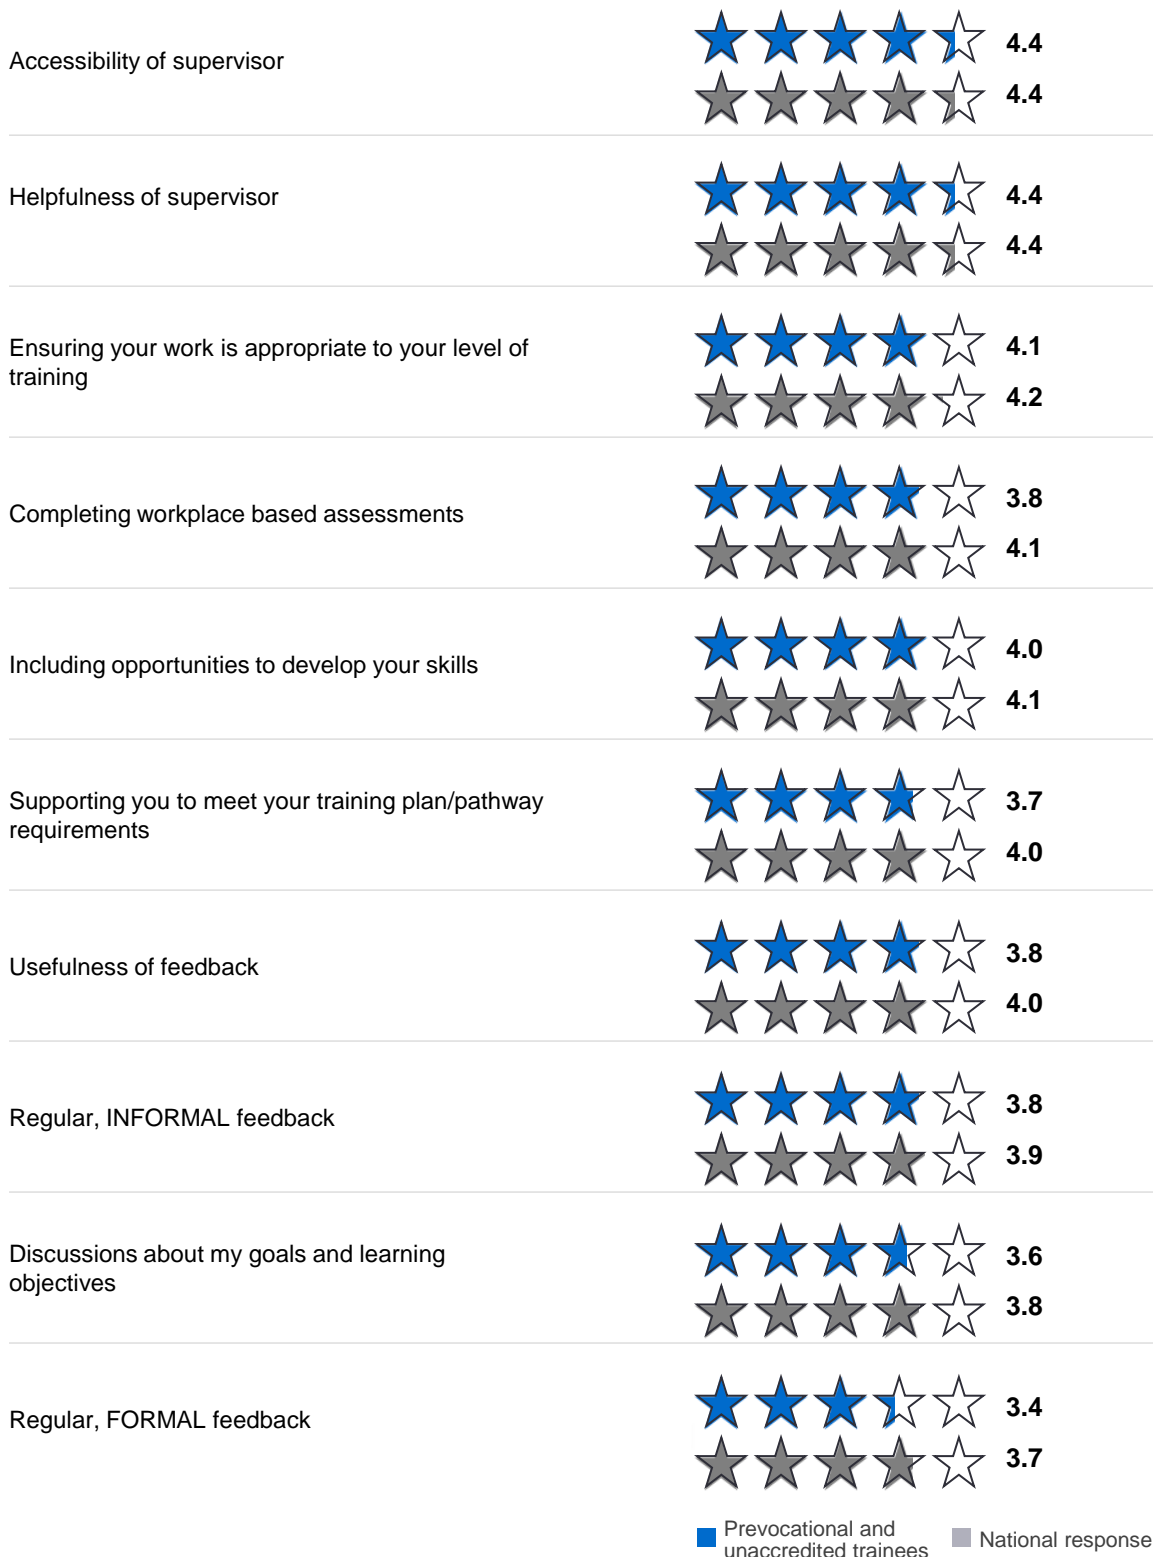 Accessibility of supervisor
4.4
4.4
Helpfulness of supervisor
4.4
4.4
Ensuring your work is appropriate to your level of
training
4.1
4.2
Completing workplace based assessments
3.8
4.1
Including opportunities to develop your skills
4.0
4.1
Supporting you to meet your training plan/pathway
requirements
3.7
4.0
Usefulness of feedback
3.8
4.0
Regular, INFORMAL feedback
3.8
3.9
Discussions about my goals and learning
objectives
3.6
3.8
Regular, FORMAL feedback
3.4
3.7
Prevocational and
unaccredited trainees
National response